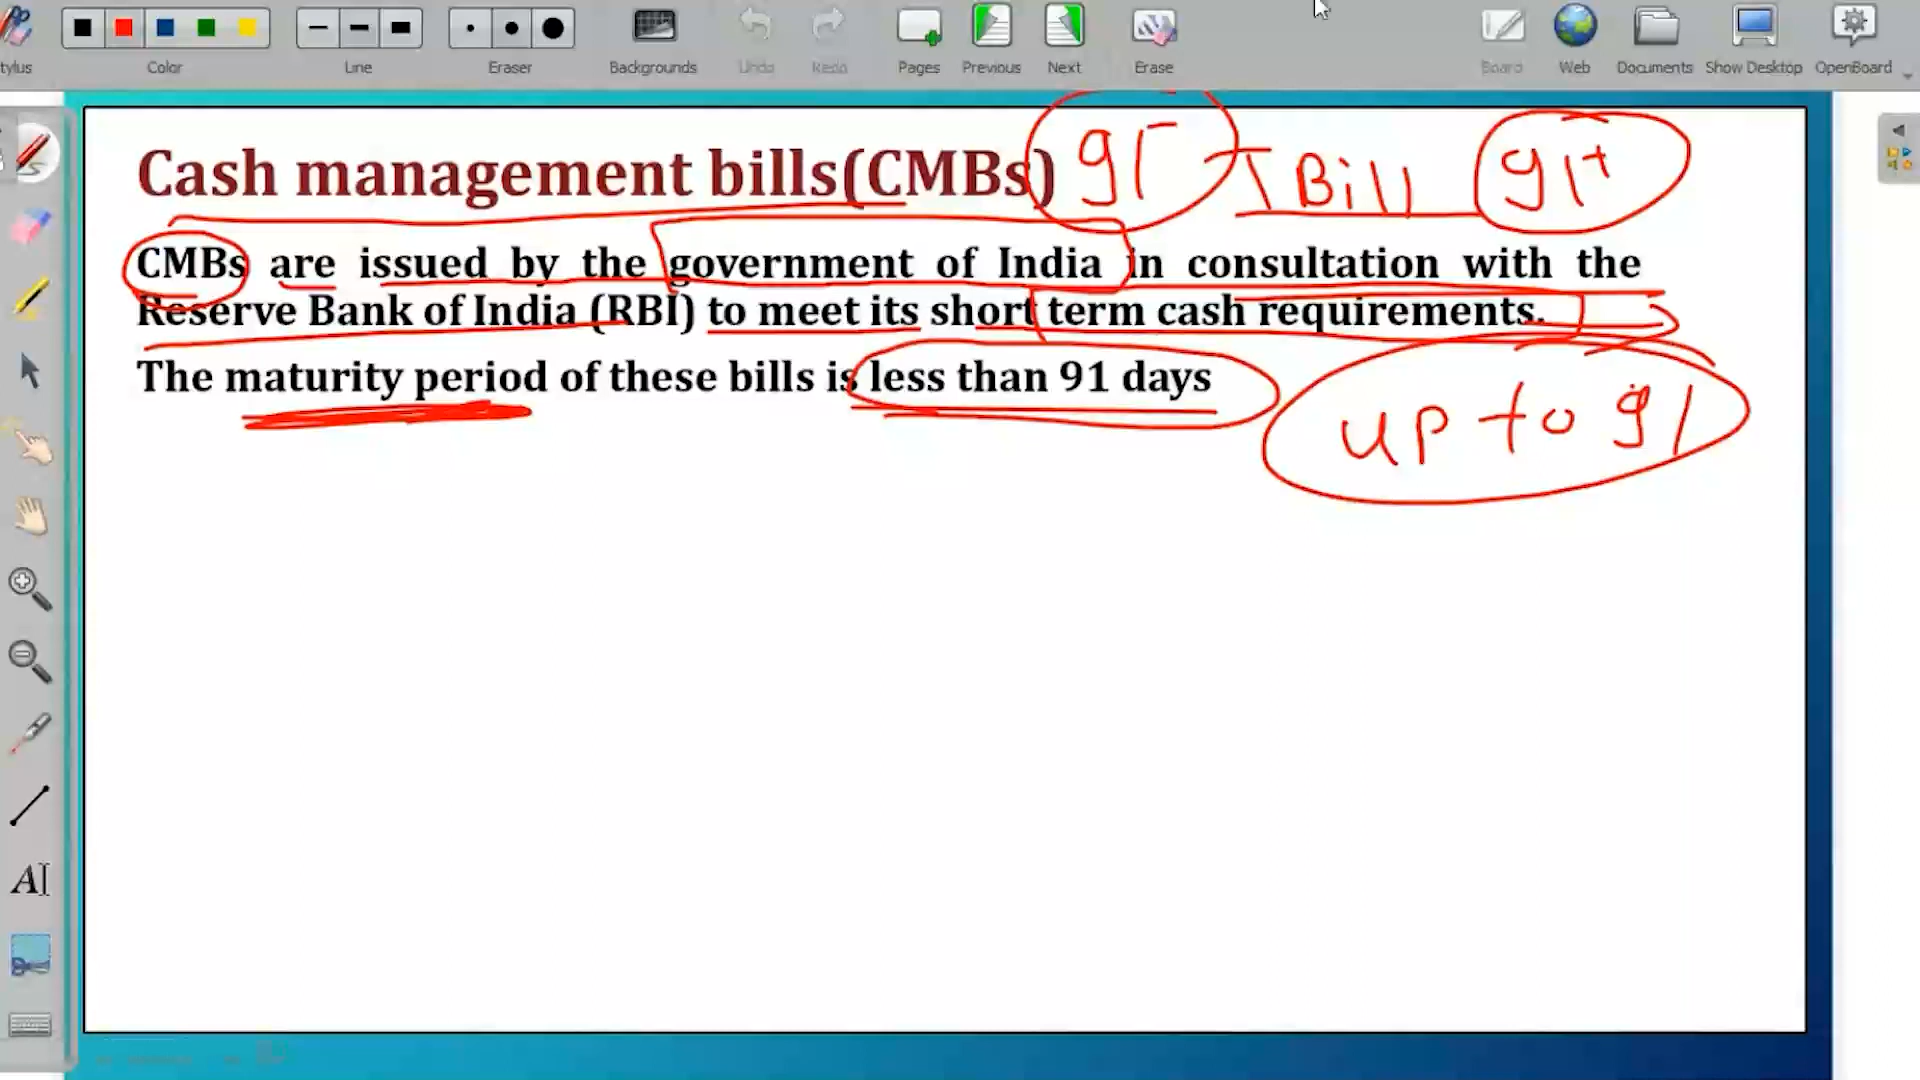 tylus
Color
Line
Eraser
Backgrounds
Undo
Redo
Pages
Previous
Next
Erase
Board
Web
Documents
Show Desktop
OpenBoard
Cash management bills(CMBs) 91- T Bill 91+
CMBs are issued by the government of India in consultation with the
Reserve Bank of India (RBI) to meet its short term cash requirements.
The maturity period of these bills is less than 91 days
up to 91
AI